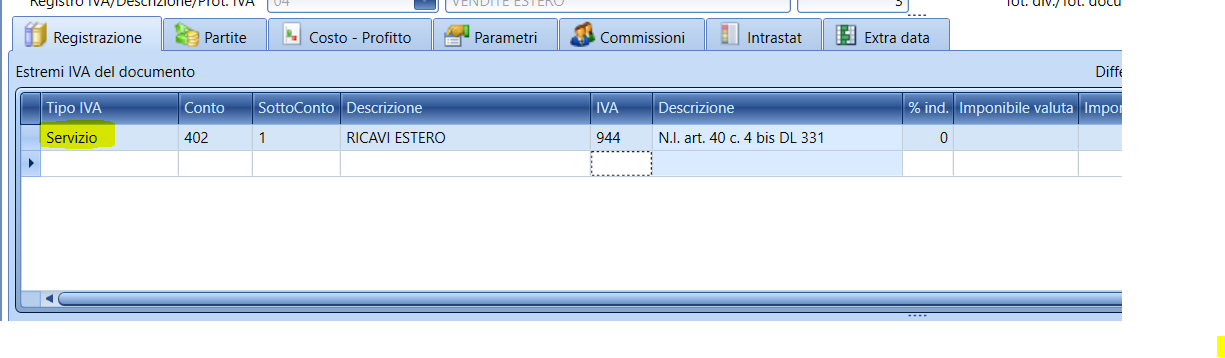 Registro IVA/Descrizione/Prot. IVA 04 VENDITE ESTERO 3 Tot. div./Tot. docu
Registrazione Partite Costo - Profitto Parametri Commissioni Intrastat Extra data
Estremi IVA del documento Diffe
Tipo IVA Conto SottoConto Descrizione IVA Descrizione % ind. Imponibile valuta Impor
Servizio 402 1 RICAVI ESTERO 944 N.I. art. 40 c. 4 bis DL 331 0